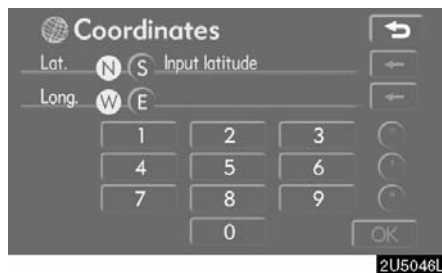 Coordinates
Lat. N S Input latitude
Long. W E
1 2 3 °
4 5 6 '
7 8 9 "
0 OK
2U5046L